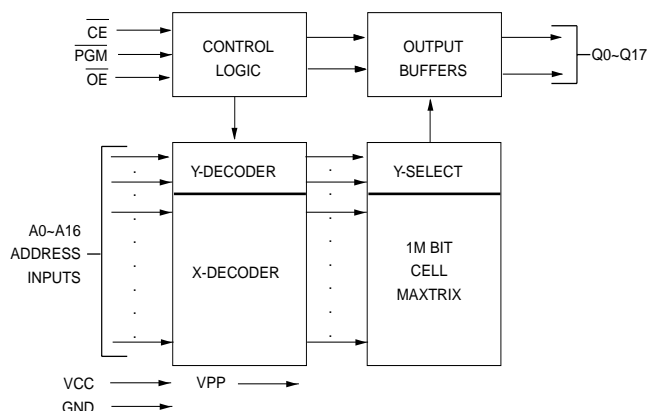 CE
PGM
OE
CONTROL
LOGIC
OUTPUT
BUFFERS
Q0~Q17
Y-DECODER
Y-SELECT
A0~A16
ADDRESS
INPUTS
X-DECODER
1M BIT
CELL
MAXTRIX
VCC
VPP
GND